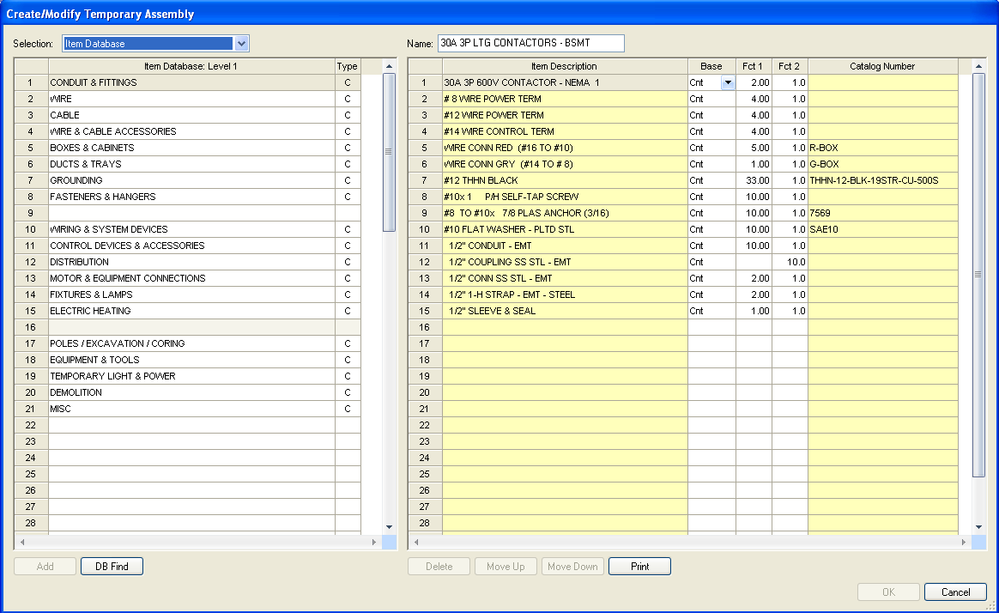 Create/Modify Temporary Assembly
Selection: Item Database
Name: 30A 3P LTG CONTACTORS - BSMT
Item Database: Level 1 Type
1 CONDUIT & FITTINGS C
2 WIRE C
3 CABLE C
4 WIRE & CABLE ACCESSORIES C
5 BOXES & CABINETS C
6 DUCTS & TRAYS C
7 GROUNDING C
8 FASTENERS & HANGERS C
9
10 WIRING & SYSTEM DEVICES C
11 CONTROL DEVICES & ACCESSORIES C
12 DISTRIBUTION C
13 MOTOR & EQUIPMENT CONNECTIONS C
14 FIXTURES & LAMPS C
15 ELECTRIC HEATING C
16
17 POLES / EXCAVATION / CORING C
18 EQUIPMENT & TOOLS C
19 TEMPORARY LIGHT & POWER C
20 DEMOLITION C
21 MISC C
22
23
24
25
26
27
28
Add DB Find
Item Description Base Fct 1 Fct 2 Catalog Number
1 30A 3P 600V CONTACTOR - NEMA 1 Cnt 2.00 1.0
2 # 8 WIRE POWER TERM Cnt 4.00 1.0
3 #12 WIRE POWER TERM Cnt 4.00 1.0
4 #14 WIRE CONTROL TERM Cnt 4.00 1.0
5 WIRE CONN RED (#16 TO #10) Cnt 5.00 1.0 R-BOX
6 WIRE CONN GRY (#14 TO # 8) Cnt 1.00 1.0 G-BOX
7 #12 THHN BLACK Cnt 33.00 1.0 THHN-12-BLK-19STR-CU-500S
8 #10x 1 P/H SELF-TAP SCREW Cnt 10.00 1.0
9 #8 TO #10x 7/8 PLAS ANCHOR (3/16) Cnt 10.00 1.0 7569
10 #10 FLAT WASHER - PLTD STL Cnt 10.00 1.0 SAE10
11 1/2" CONDUIT - EMT Cnt 10.00 1.0
12 1/2" COUPLING SS STL - EMT Cnt 10.0
13 1/2" CONN SS STL - EMT Cnt 2.00 1.0
14 1/2" 1-H STRAP - EMT - STEEL Cnt 2.00 1.0
15 1/2" SLEEVE & SEAL Cnt 1.00 1.0
16
17
18
19
20
21
22
23
24
25
26
27
28
Delete Move Up Move Down Print
OK Cancel